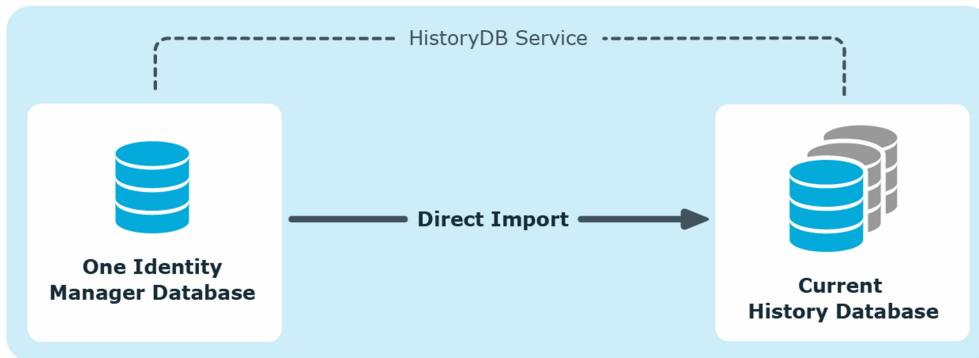 HistoryDB Service
Direct Import
One Identity
Manager Database
Current
History Database